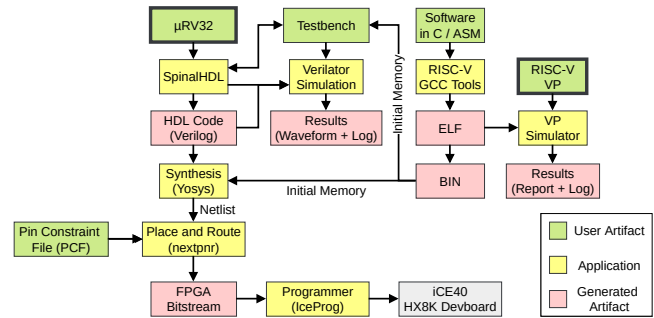 µRV32
Testbench
Software
in C / ASM
SpinalHDL
Verilator
Simulation
Initial Memory
RISC-V
GCC Tools
RISC-V
VP
HDL Code
(Verilog)
Results
(Waveform + Log)
ELF
VP
Simulator
Synthesis
(Yosys)
Initial Memory
BIN
Results
(Report + Log)
Netlist
Pin Constraint
File (PCF)
Place and Route
(nextpnr)
FPGA
Bitstream
Programmer
(IceProg)
iCE40
HX8K Devboard
User Artifact
Application
Generated
Artifact